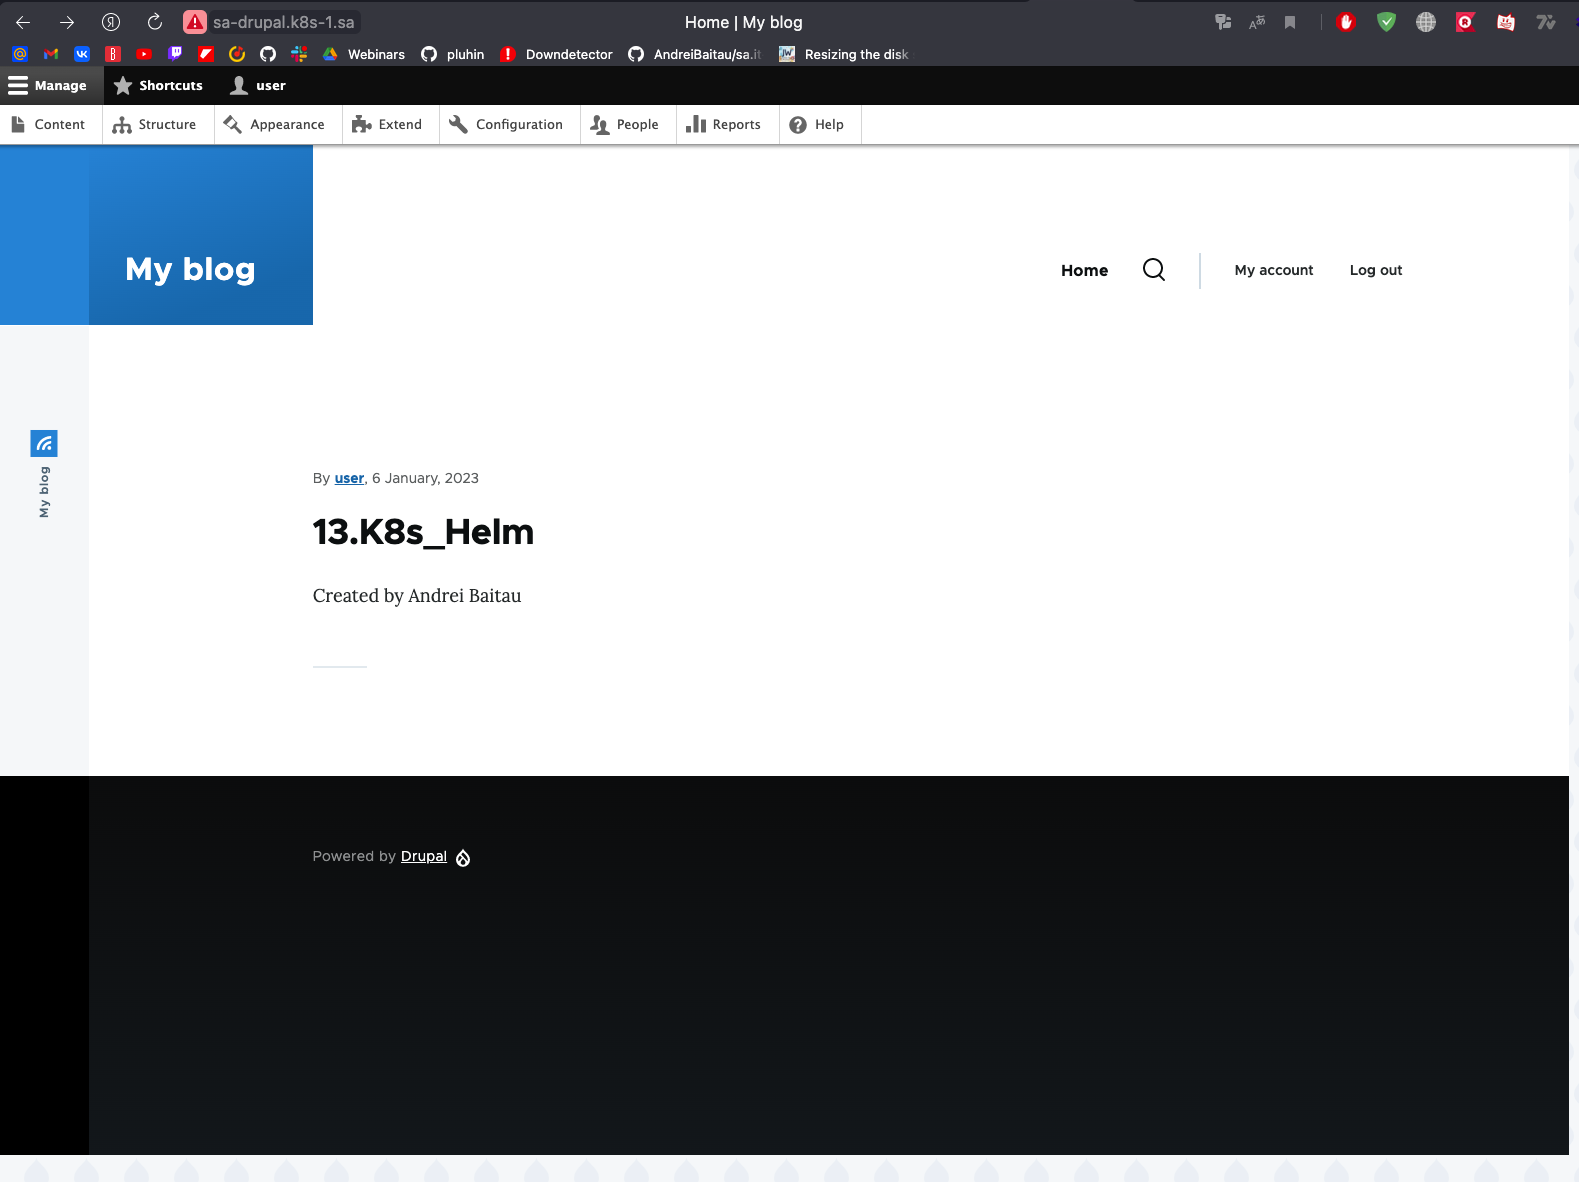 sa-drupal.k8s-1.sa
Home | My blog
Webinars pluhin Downdetector AndreiBaitau/sa.it Resizing the disk
Manage Shortcuts user
Content Structure Appearance Extend Configuration People Reports Help
My blog
Home My account Log out
My blog
By user, 6 January, 2023
13.K8s_Helm
Created by Andrei Baitau
Powered by Drupal